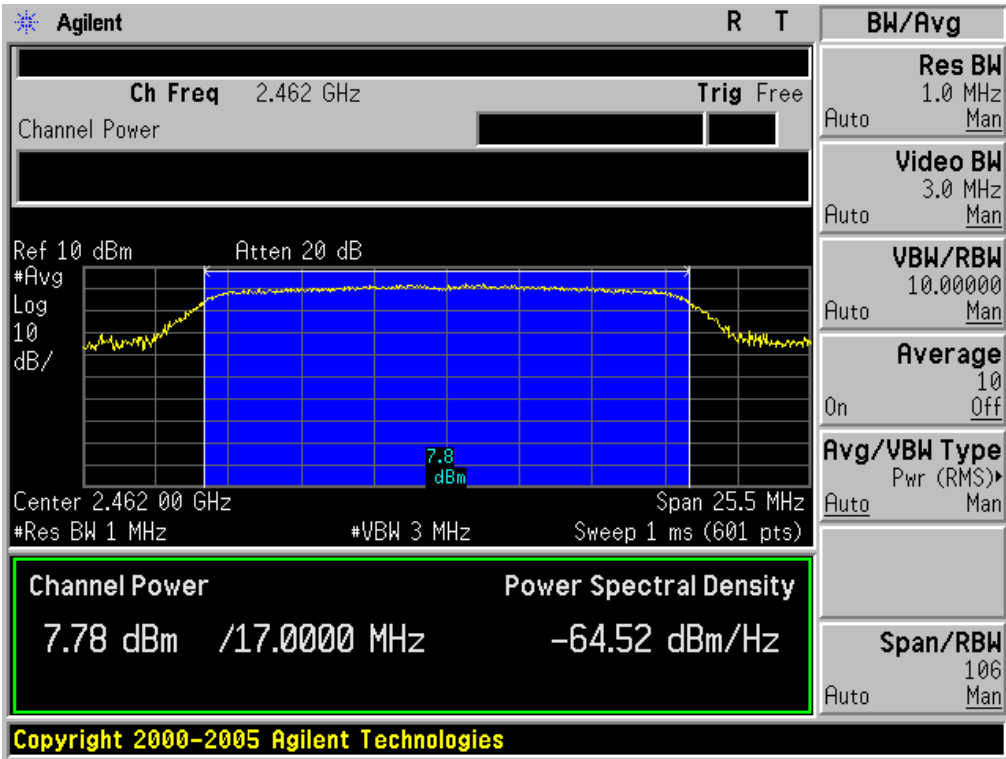 Agilent R T
Ch Freq 2.462 GHz Trig Free
Channel Power
Ref 10 dBm Atten 20 dB
#Avg
Log
10
dB/
7.8
dBm
Center 2.462 00 GHz Span 25.5 MHz
#Res BW 1 MHz #VBW 3 MHz Sweep 1 ms (601 pts)
Channel Power Power Spectral Density
7.78 dBm /17.0000 MHz -64.52 dBm/Hz
Copyright 2000-2005 Agilent Technologies
BW/Avg
Res BW
1.0 MHz
Auto Man
Video BW
3.0 MHz
Auto Man
VBW/RBW
10.00000
Auto Man
Average
10
On Off
Avg/VBW Type
Pwr (RMS)▸
Auto Man
Span/RBW
106
Auto Man